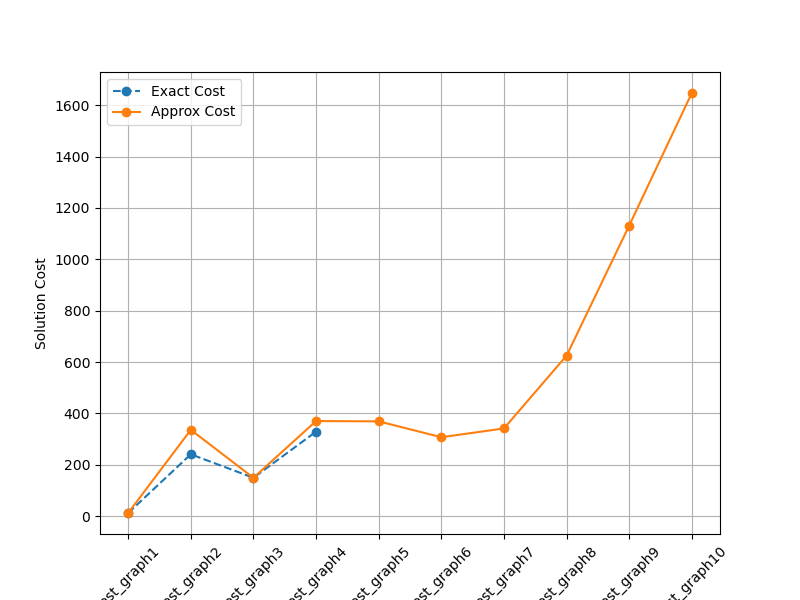 Exact Cost
Approx Cost
1600
1400
1200
1000
800
600
400
200
0
Solution Cost
est_graph1
est_graph2
est_graph3
est_graph4
est_graph5
est_graph6
est_graph7
est_graph8
est_graph9
st_graph10